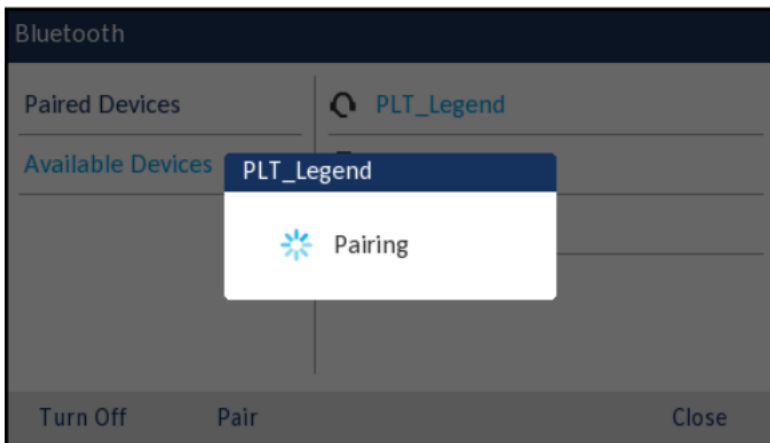 Bluetooth
Paired Devices
PLT_Legend
Available Devices
PLT_Legend
Pairing
Turn Off
Pair
Close